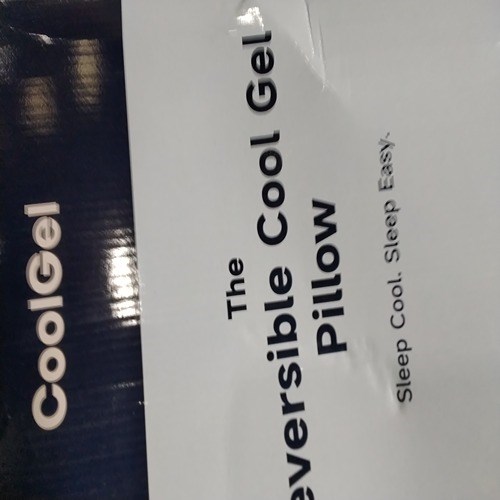 CoolGel
The
eversible Cool Gel
Pillow
Sleep Cool. Sleep Easy.